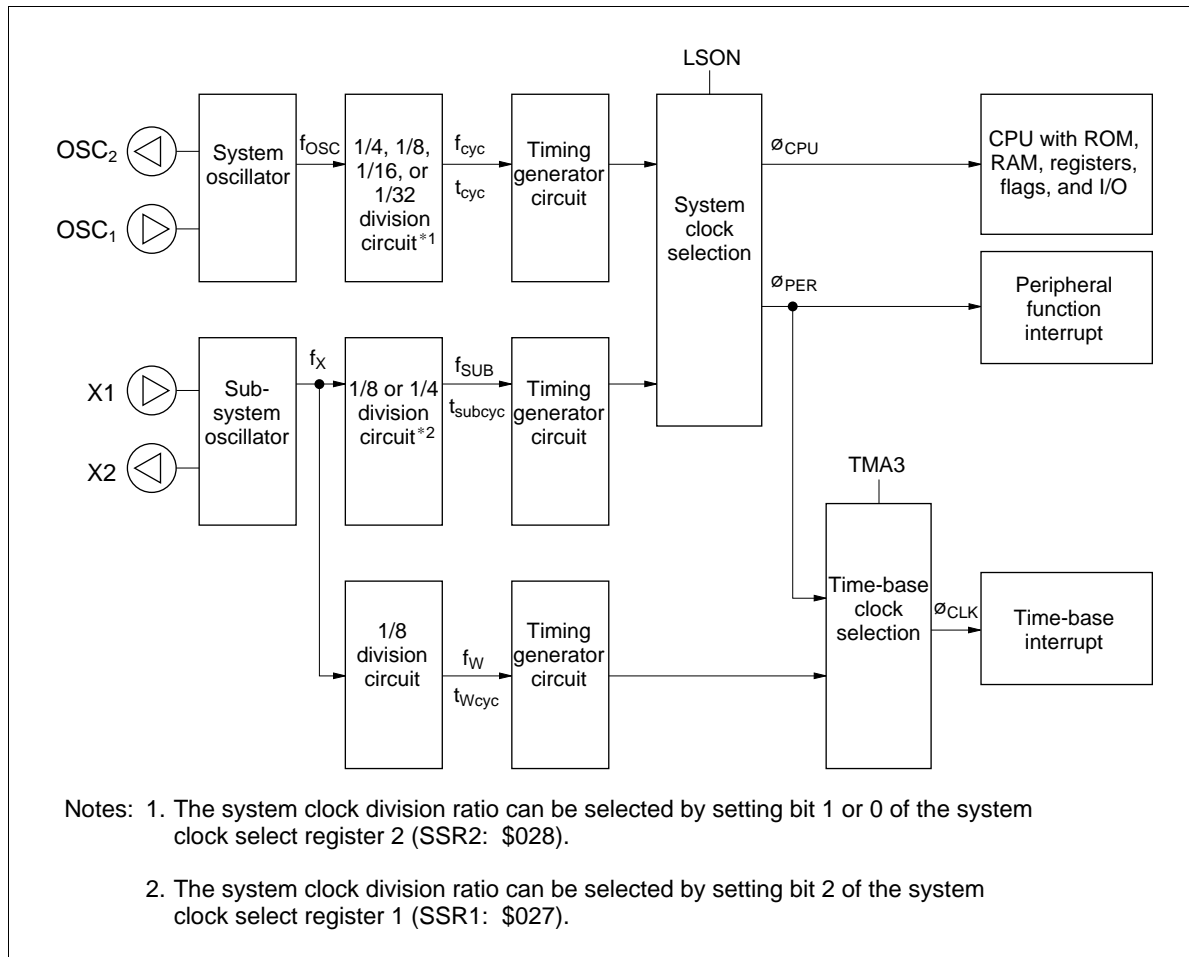 LSON
OSC₂
OSC₁
System
oscillator
fOSC
1/4, 1/8,
1/16, or
1/32
division
circuit*1
fcyc
tcyc
Timing
generator
circuit
System
clock
selection
øCPU
CPU with ROM,
RAM, registers,
flags, and I/O
øPER
Peripheral
function
interrupt
X1
X2
Sub-
system
oscillator
fX
1/8 or 1/4
division
circuit*2
fSUB
tsubcyc
Timing
generator
circuit
TMA3
1/8
division
circuit
fW
tWcyc
Timing
generator
circuit
Time-base
clock
selection
øCLK
Time-base
interrupt
Notes: 1. The system clock division ratio can be selected by setting bit 1 or 0 of the system
clock select register 2 (SSR2: $028).
2. The system clock division ratio can be selected by setting bit 2 of the system
clock select register 1 (SSR1: $027).